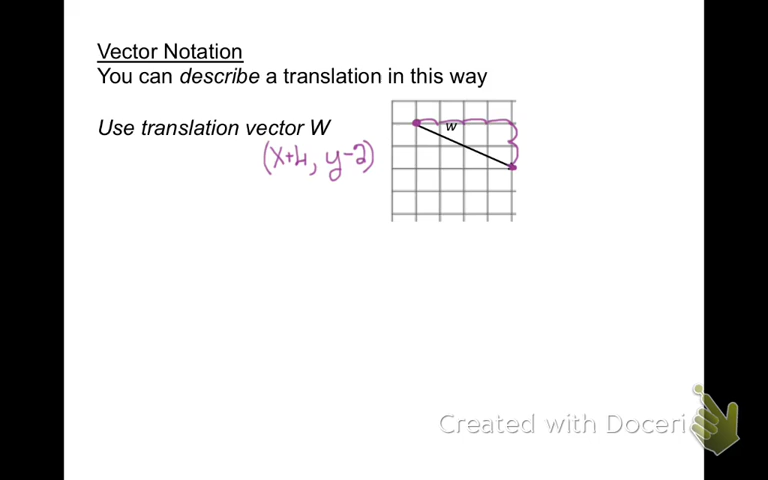 Vector Notation
You can describe a translation in this way
Use translation vector W
w
(x+4, y-2)
Created with Doceri